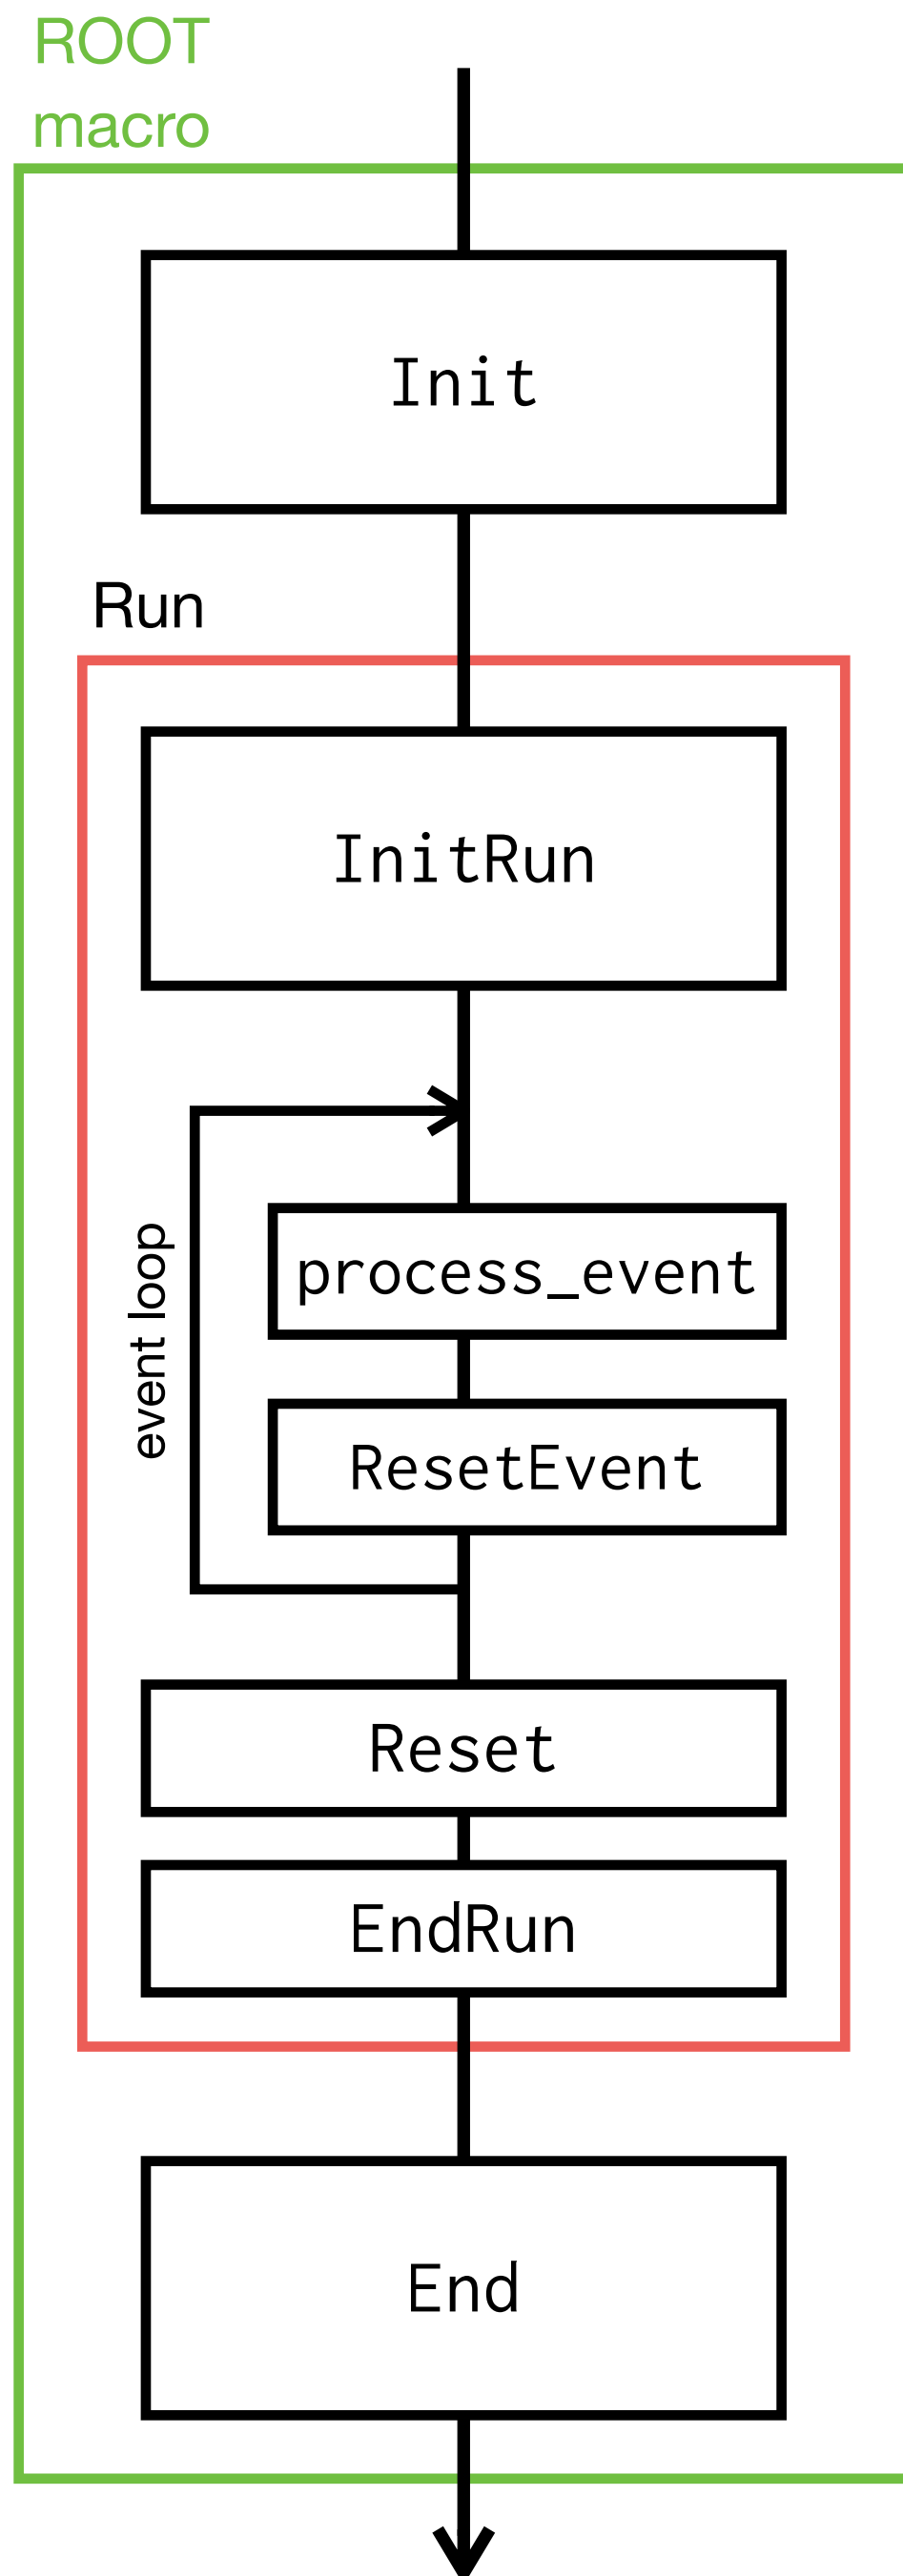 ROOT
macro
Init
Run
InitRun
event loop
process_event
ResetEvent
Reset
EndRun
End